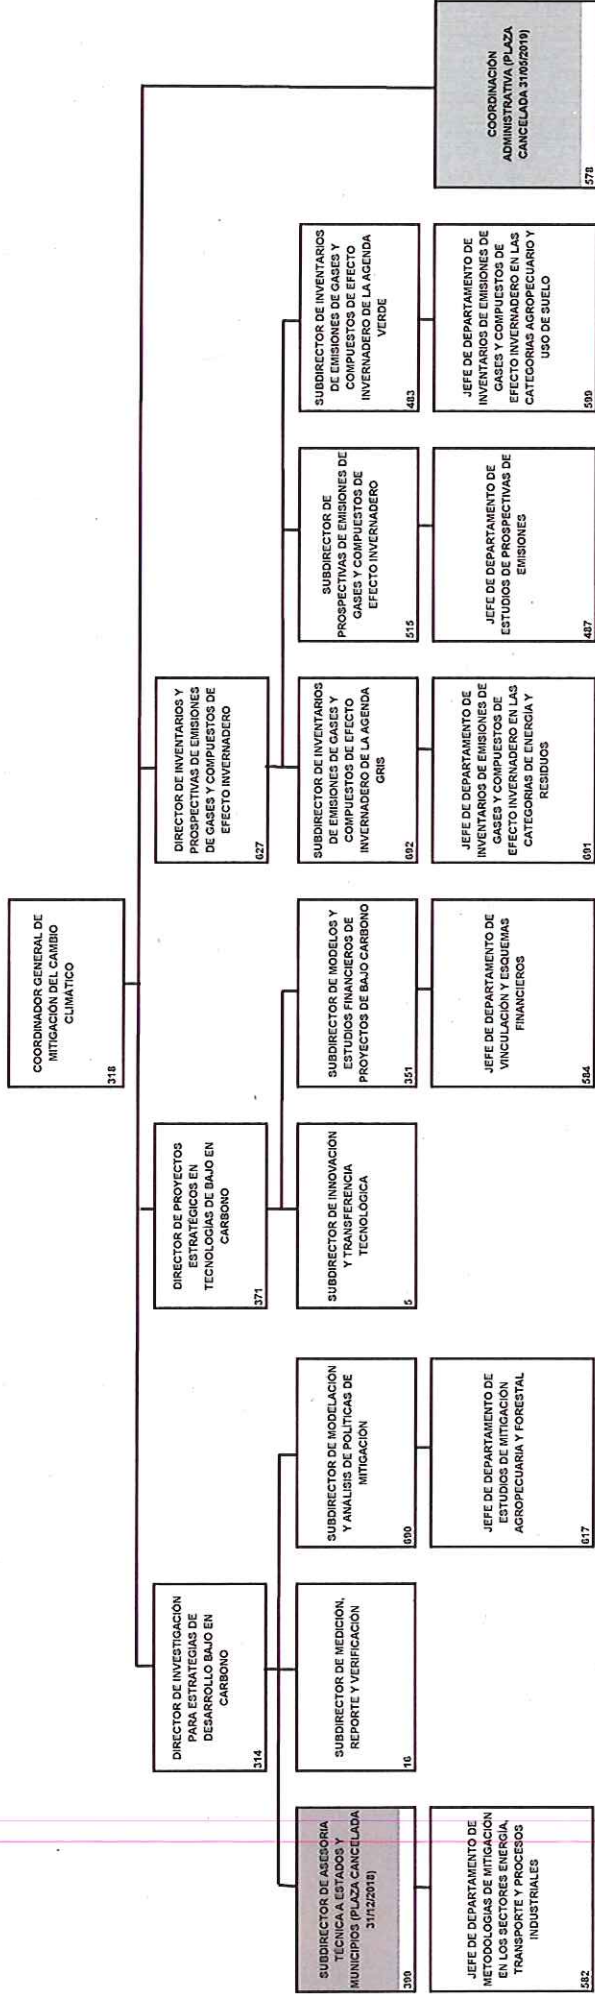 COORDINADOR GENERAL DE
MITIGACIÓN DEL CAMBIO
CLIMÁTICO
318
DIRECTOR DE INVESTIGACIÓN
PARA ESTRATEGIAS DE
DESARROLLO BAJO EN
CARBONO
314
DIRECTOR DE PROYECTOS
ESTRATÉGICOS EN
TECNOLOGÍAS DE BAJO EN
CARBONO
371
DIRECTOR DE INVENTARIOS Y
PROSPECTIVAS DE EMISIONES
DE GASES Y COMPUESTOS DE
EFECTO INVERNADERO
627
SUBDIRECTOR DE ASESORIA
TÉCNICA A ESTADOS Y
MUNICIPIOS (PLAZA CANCELADA
31/12/2018)
390
SUBDIRECTOR DE MEDICIÓN,
REPORTE Y VERIFICACIÓN
16
SUBDIRECTOR DE MODELACIÓN
Y ANÁLISIS DE POLÍTICAS DE
MITIGACIÓN
690
SUBDIRECTOR DE INNOVACIÓN
Y TRANSFERENCIA
TECNOLÓGICA
5
SUBDIRECTOR DE MODELOS Y
ESTUDIOS FINANCIEROS DE
PROYECTOS DE BAJO CARBONO
351
SUBDIRECTOR DE INVENTARIOS
DE EMISIONES DE GASES Y
COMPUESTOS DE EFECTO
INVERNADERO DE LA AGENDA
GRIS
692
SUBDIRECTOR DE
PROSPECTIVAS DE EMISIONES DE
GASES Y COMPUESTOS DE
EFECTO INVERNADERO
515
SUBDIRECTOR DE INVENTARIOS
DE EMISIONES DE GASES Y
COMPUESTOS DE EFECTO
INVERNADERO DE LA AGENDA
VERDE
483
JEFE DE DEPARTAMENTO DE
METODOLOGÍAS DE MITIGACIÓN
EN LOS SECTORES ENERGÍA,
TRANSPORTE Y PROCESOS
INDUSTRIALES
582
JEFE DE DEPARTAMENTO DE
ESTUDIOS DE MITIGACIÓN
AGROPECUARIA Y FORESTAL
617
JEFE DE DEPARTAMENTO DE
VINCULACIÓN Y ESQUEMAS
FINANCIEROS
584
JEFE DE DEPARTAMENTO DE
INVENTARIOS DE EMISIONES DE
GASES Y COMPUESTOS DE
EFECTO INVERNADERO EN LAS
CATEGORIAS DE ENERGÍA Y
RESIDUOS
691
JEFE DE DEPARTAMENTO DE
ESTUDIOS DE PROSPECTIVAS DE
EMISIONES
487
JEFE DE DEPARTAMENTO DE
INVENTARIOS DE EMISIONES DE
GASES Y COMPUESTOS DE
EFECTO INVERNADERO EN LAS
CATEGORIAS AGROPECUARIO Y
USO DE SUELO
599
COORDINACIÓN
ADMINISTRATIVA (PLAZA
CANCELADA 31/05/2019)
578